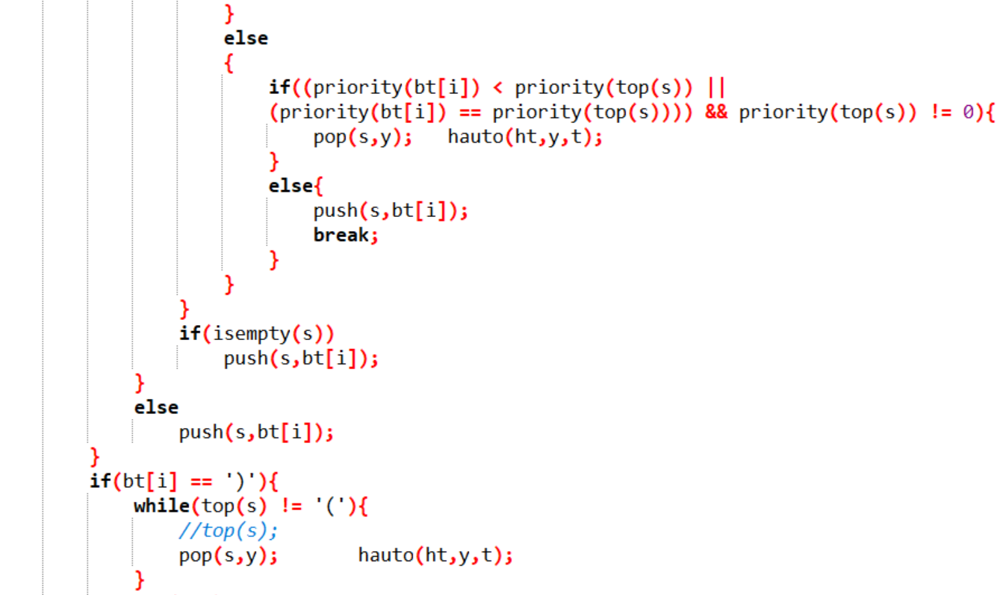 }
else
{
if((priority(bt[i]) < priority(top(s)) ||
(priority(bt[i]) == priority(top(s)))) && priority(top(s)) != 0){
pop(s,y);   hauto(ht,y,t);
}
else{
push(s,bt[i]);
break;
}
}
}
if(isempty(s))
push(s,bt[i]);
}
else
push(s,bt[i]);
}
if(bt[i] == ')'){
while(top(s) != '('){
//top(s);
pop(s,y);       hauto(ht,y,t);
}